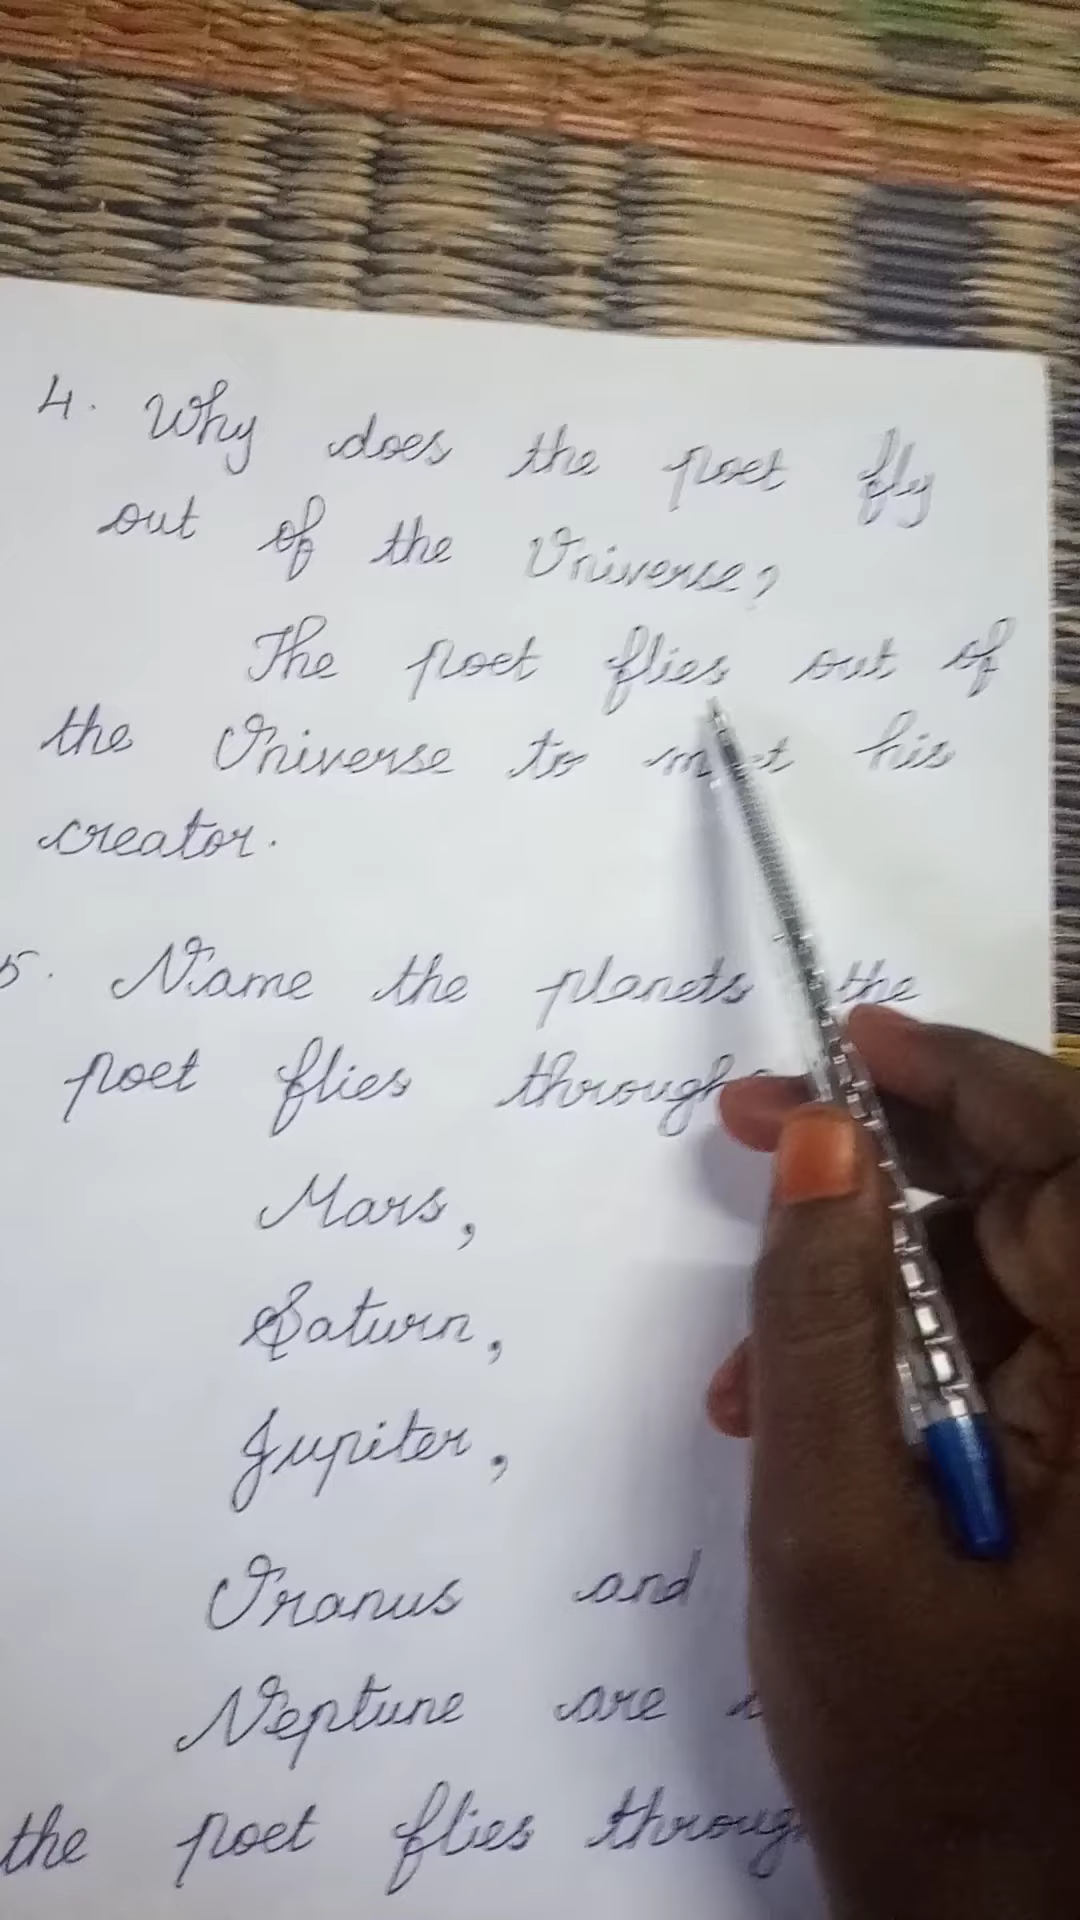 4. Why does the poet fly
out of the Universe?
The poet flies out of
the Universe to meet his
creator.
5. Name the planets the
poet flies through
Mars,
Saturn,
Jupiter,
Uranus and
Neptune are
the poet flies through